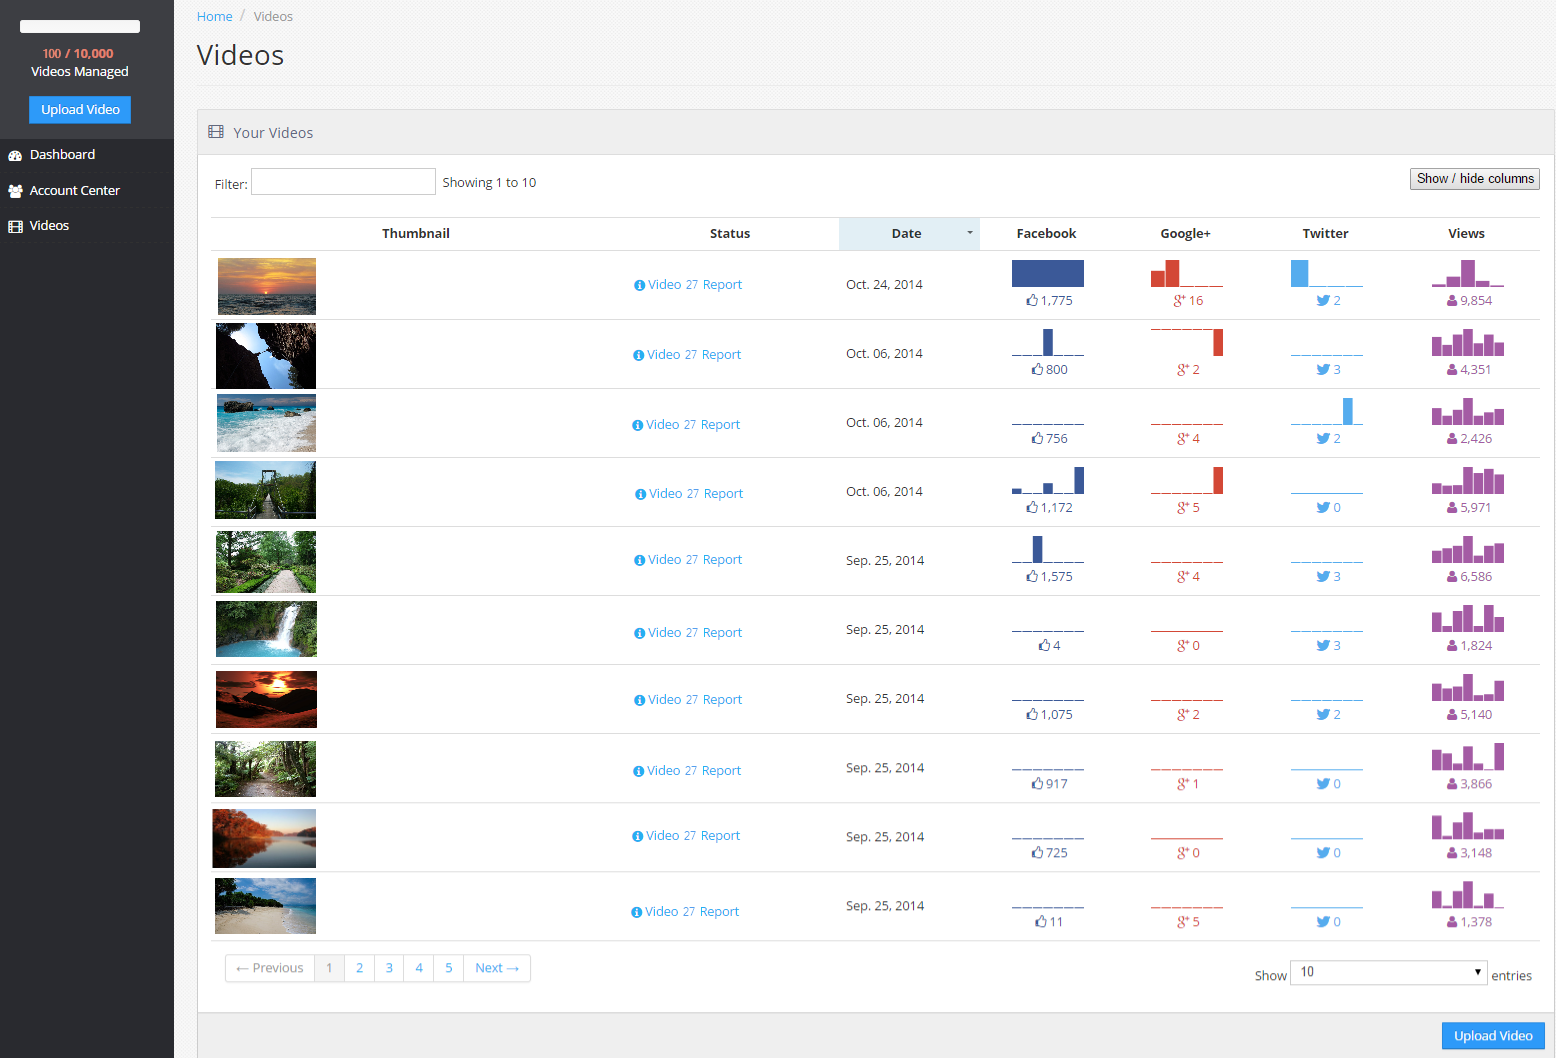 Home / Videos
100 / 10,000
Videos Managed
Upload Video
Dashboard
Account Center
Videos
Videos
Your Videos
Filter: Showing 1 to 10 Show / hide columns
Thumbnail Status Date Facebook Google+ Twitter Views
Video 27 Report Oct. 24, 2014 1,775 16 2 9,854
Video 27 Report Oct. 06, 2014 800 2 3 4,351
Video 27 Report Oct. 06, 2014 756 4 2 2,426
Video 27 Report Oct. 06, 2014 1,172 5 0 5,971
Video 27 Report Sep. 25, 2014 1,575 4 3 6,586
Video 27 Report Sep. 25, 2014 4 0 3 1,824
Video 27 Report Sep. 25, 2014 1,075 2 2 5,140
Video 27 Report Sep. 25, 2014 917 1 0 3,866
Video 27 Report Sep. 25, 2014 725 0 0 3,148
Video 27 Report Sep. 25, 2014 11 5 0 1,378
← Previous 1 2 3 4 5 Next →
Show 10 entries
Upload Video